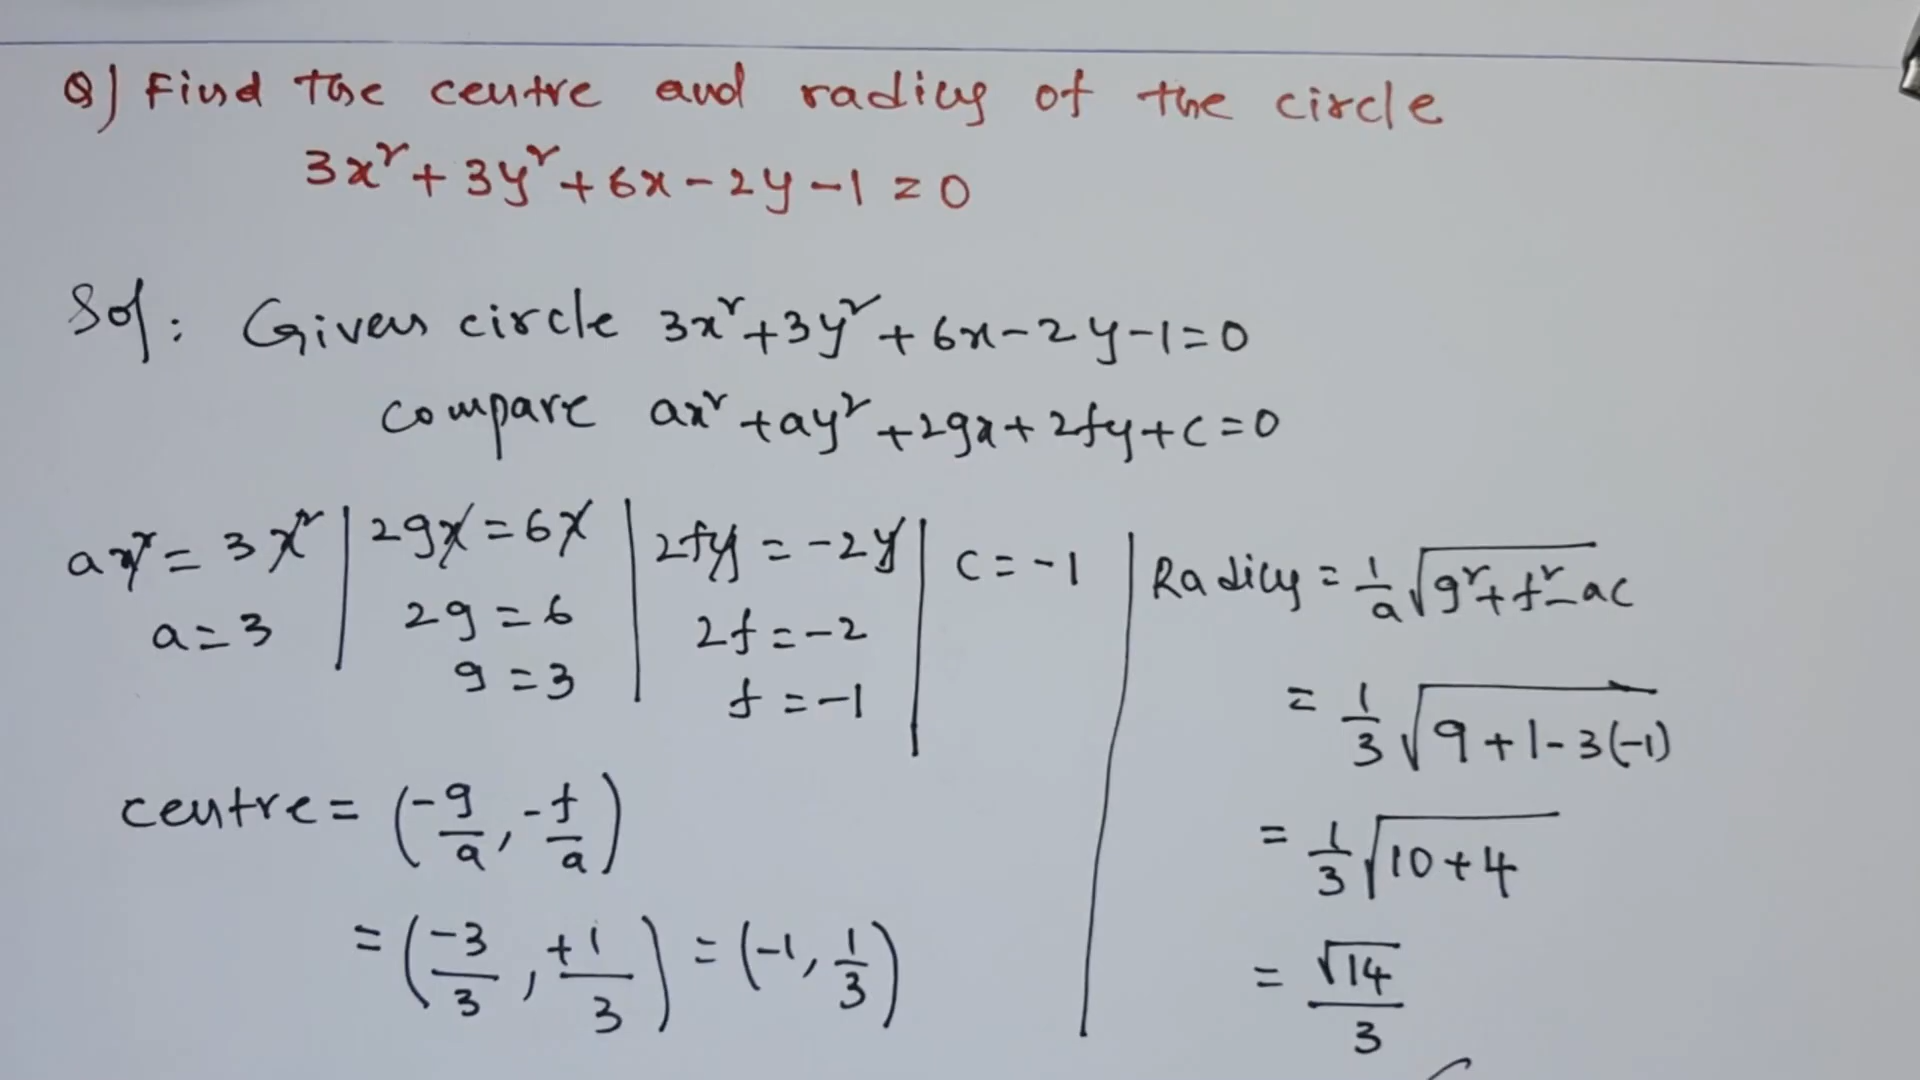 Q) Find the centre and radius of the circle
3x² + 3y² + 6x - 2y - 1 = 0
Sol: Given circle 3x² + 3y² + 6x - 2y - 1 = 0
compare ax² + ay² + 2gx + 2fy + c = 0
ax² = 3x²
a = 3
2gx = 6x
2g = 6
g = 3
2fy = -2y
2f = -2
f = -1
c = -1
centre = (-g/a, -f/a)
= (-3/3, +1/3) = (-1, 1/3)
Radius = 1/a √(g² + f² - ac)
= 1/3 √(9 + 1 - 3(-1))
= 1/3 √(10 + 4)
= √14/3